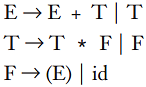 E → E + T | T
T → T * F | F
F → (E) | id